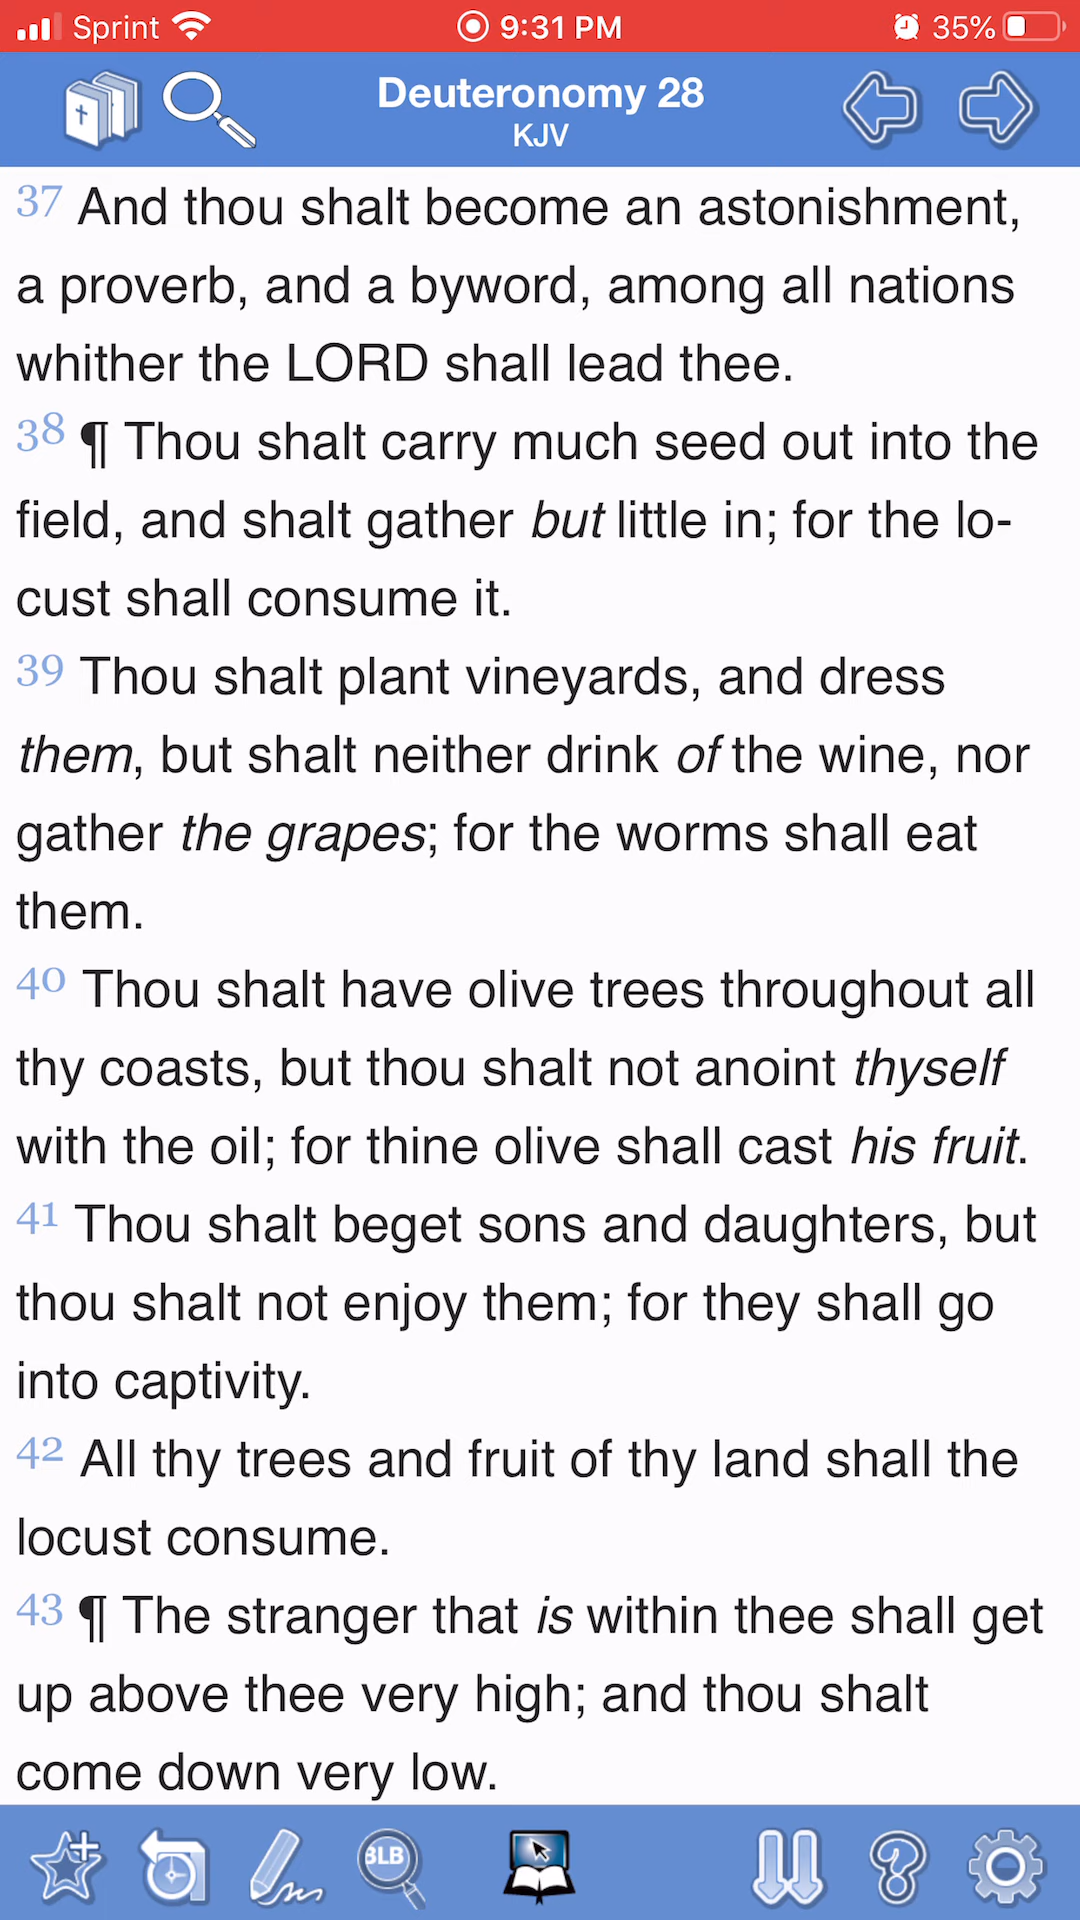 Sprint 9:31 PM 35%
Deuteronomy 28
KJV
37 And thou shalt become an astonishment,
a proverb, and a byword, among all nations
whither the LORD shall lead thee.
38 ¶ Thou shalt carry much seed out into the
field, and shalt gather but little in; for the lo-
cust shall consume it.
39 Thou shalt plant vineyards, and dress
them, but shalt neither drink of the wine, nor
gather the grapes; for the worms shall eat
them.
40 Thou shalt have olive trees throughout all
thy coasts, but thou shalt not anoint thyself
with the oil; for thine olive shall cast his fruit.
41 Thou shalt beget sons and daughters, but
thou shalt not enjoy them; for they shall go
into captivity.
42 All thy trees and fruit of thy land shall the
locust consume.
43 ¶ The stranger that is within thee shall get
up above thee very high; and thou shalt
come down very low.
BLB